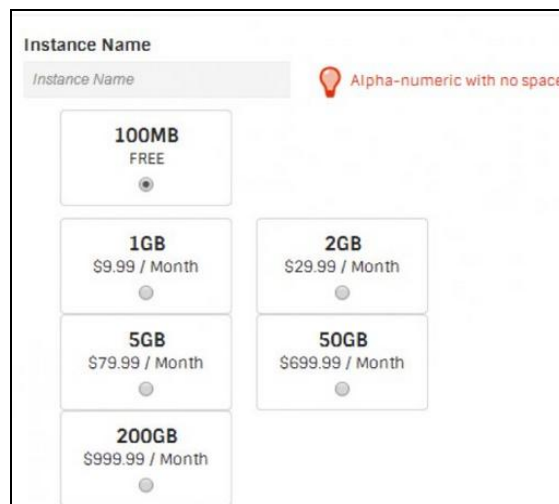 Instance Name
Instance Name
Alpha-numeric with no space
100MB
FREE
1GB
$9.99 / Month
2GB
$29.99 / Month
5GB
$79.99 / Month
50GB
$699.99 / Month
200GB
$999.99 / Month